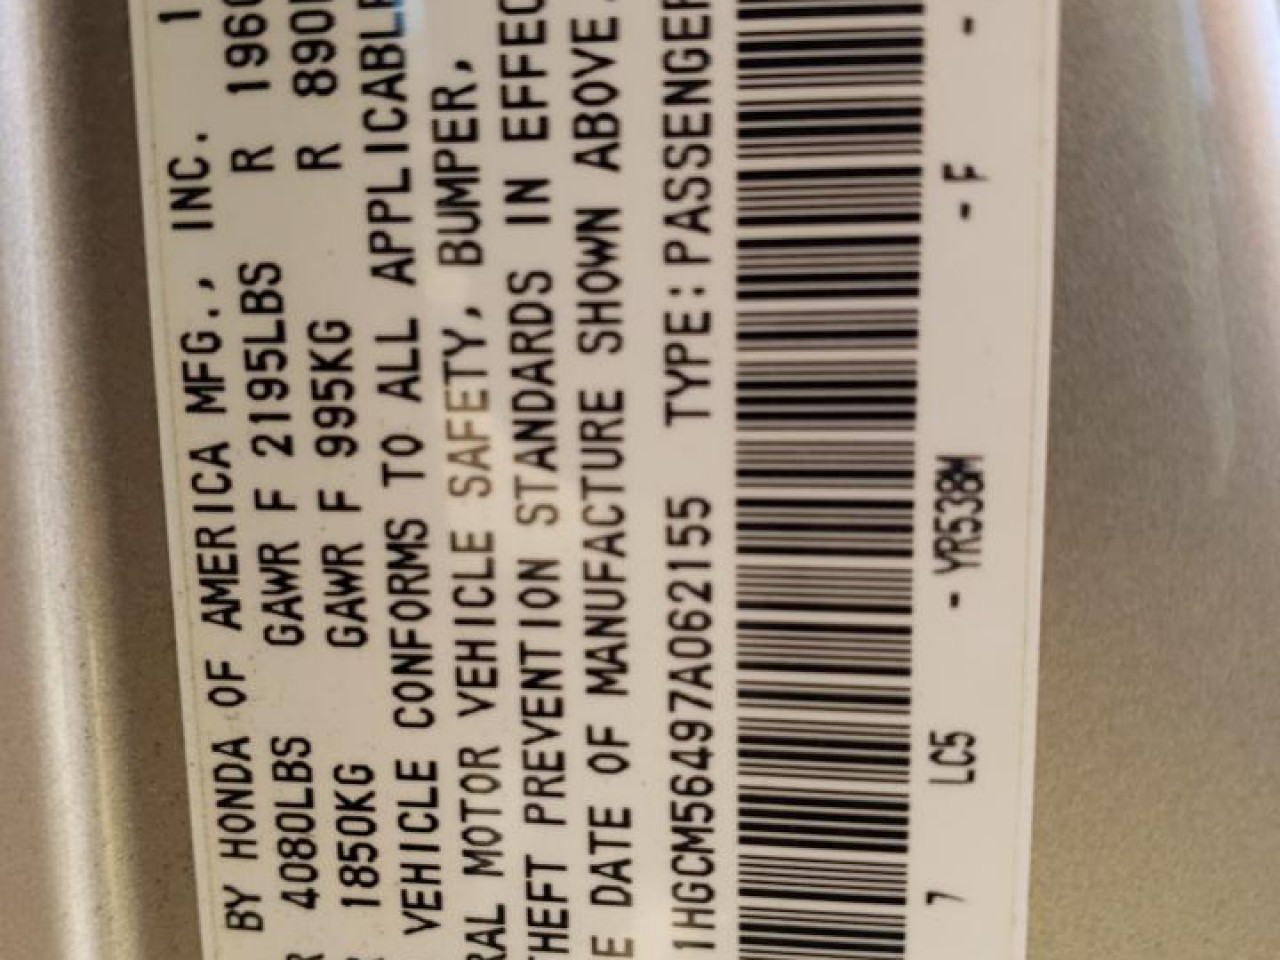 BY HONDA OF AMERICA MFG., INC. 1
R 4080LBS GAWR F 2195LBS R 196
1850KG GAWR F 995KG R 890
VEHICLE CONFORMS TO ALL APPLICABLE
RAL MOTOR VEHICLE SAFETY, BUMPER,
THEFT PREVENTION STANDARDS IN EFFEC
E DATE OF MANUFACTURE SHOWN ABOVE.
1HGCM56497A062155 TYPE:PASSENGER
7 LC5 - YR538M - F -